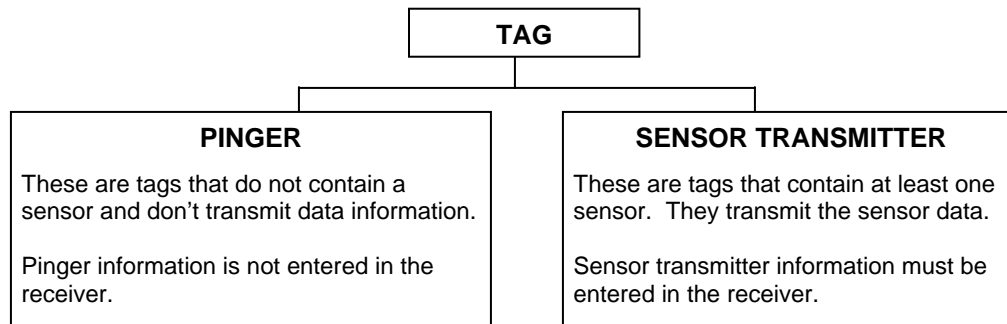 TAG
PINGER
These are tags that do not contain a
sensor and don't transmit data information.
Pinger information is not entered in the
receiver.
SENSOR TRANSMITTER
These are tags that contain at least one
sensor. They transmit the sensor data.
Sensor transmitter information must be
entered in the receiver.